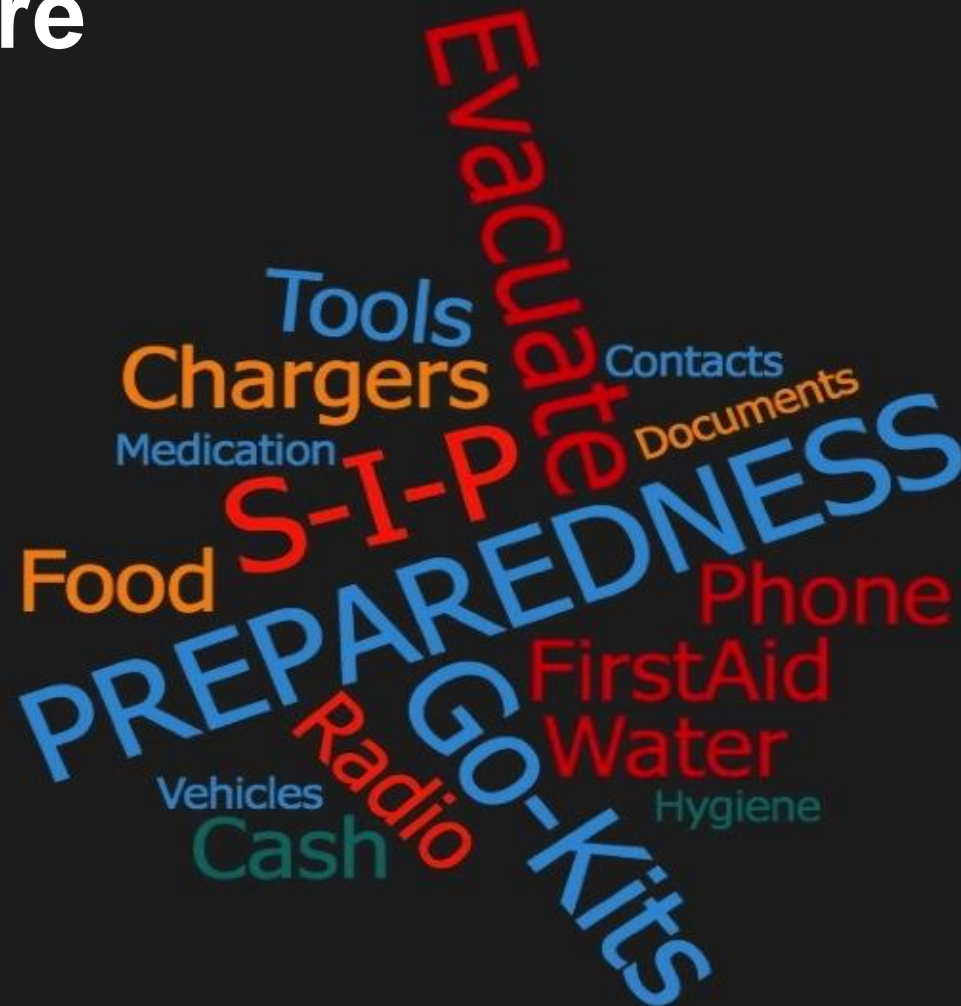 re
Evacuate
Tools
Chargers
Contacts
Documents
Medication
S-I-P
PREPAREDNESS
Food
Phone
FirstAid
Go-Kits
Radio
Water
Vehicles
Hygiene
Cash